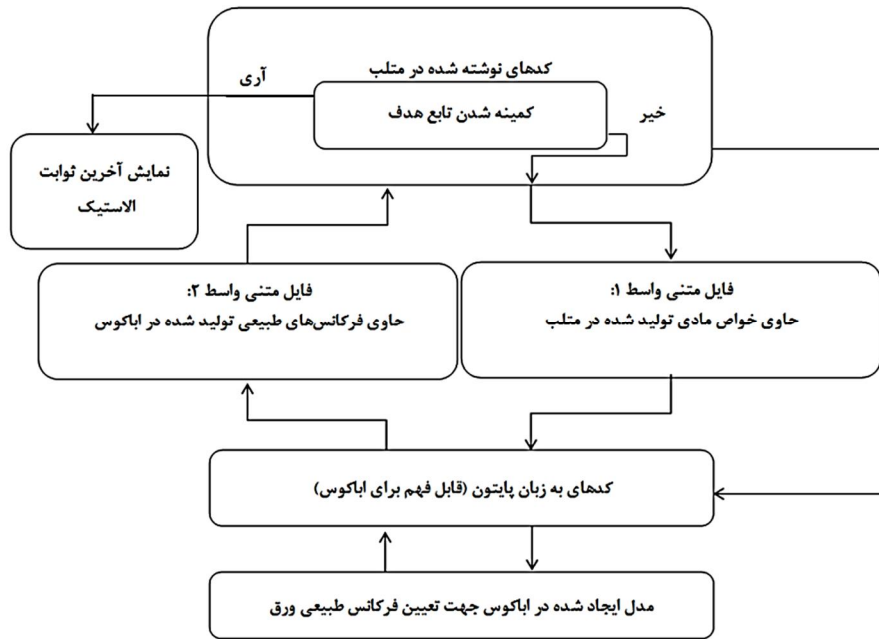 کدهای نوشته شده در متلب
آری
کمینه شدن تابع هدف
خیر
نمایش آخرین ثوابت
الاستیک
فایل متنی واسط ۱:
حاوی خواص مادی تولید شده در متلب
فایل متنی واسط ۲:
حاوی فرکانس‌های طبیعی تولید شده در اباکوس
کدهای به زبان پایتون (قابل فهم برای اباکوس)
مدل ایجاد شده در اباکوس جهت تعیین فرکانس طبیعی ورق